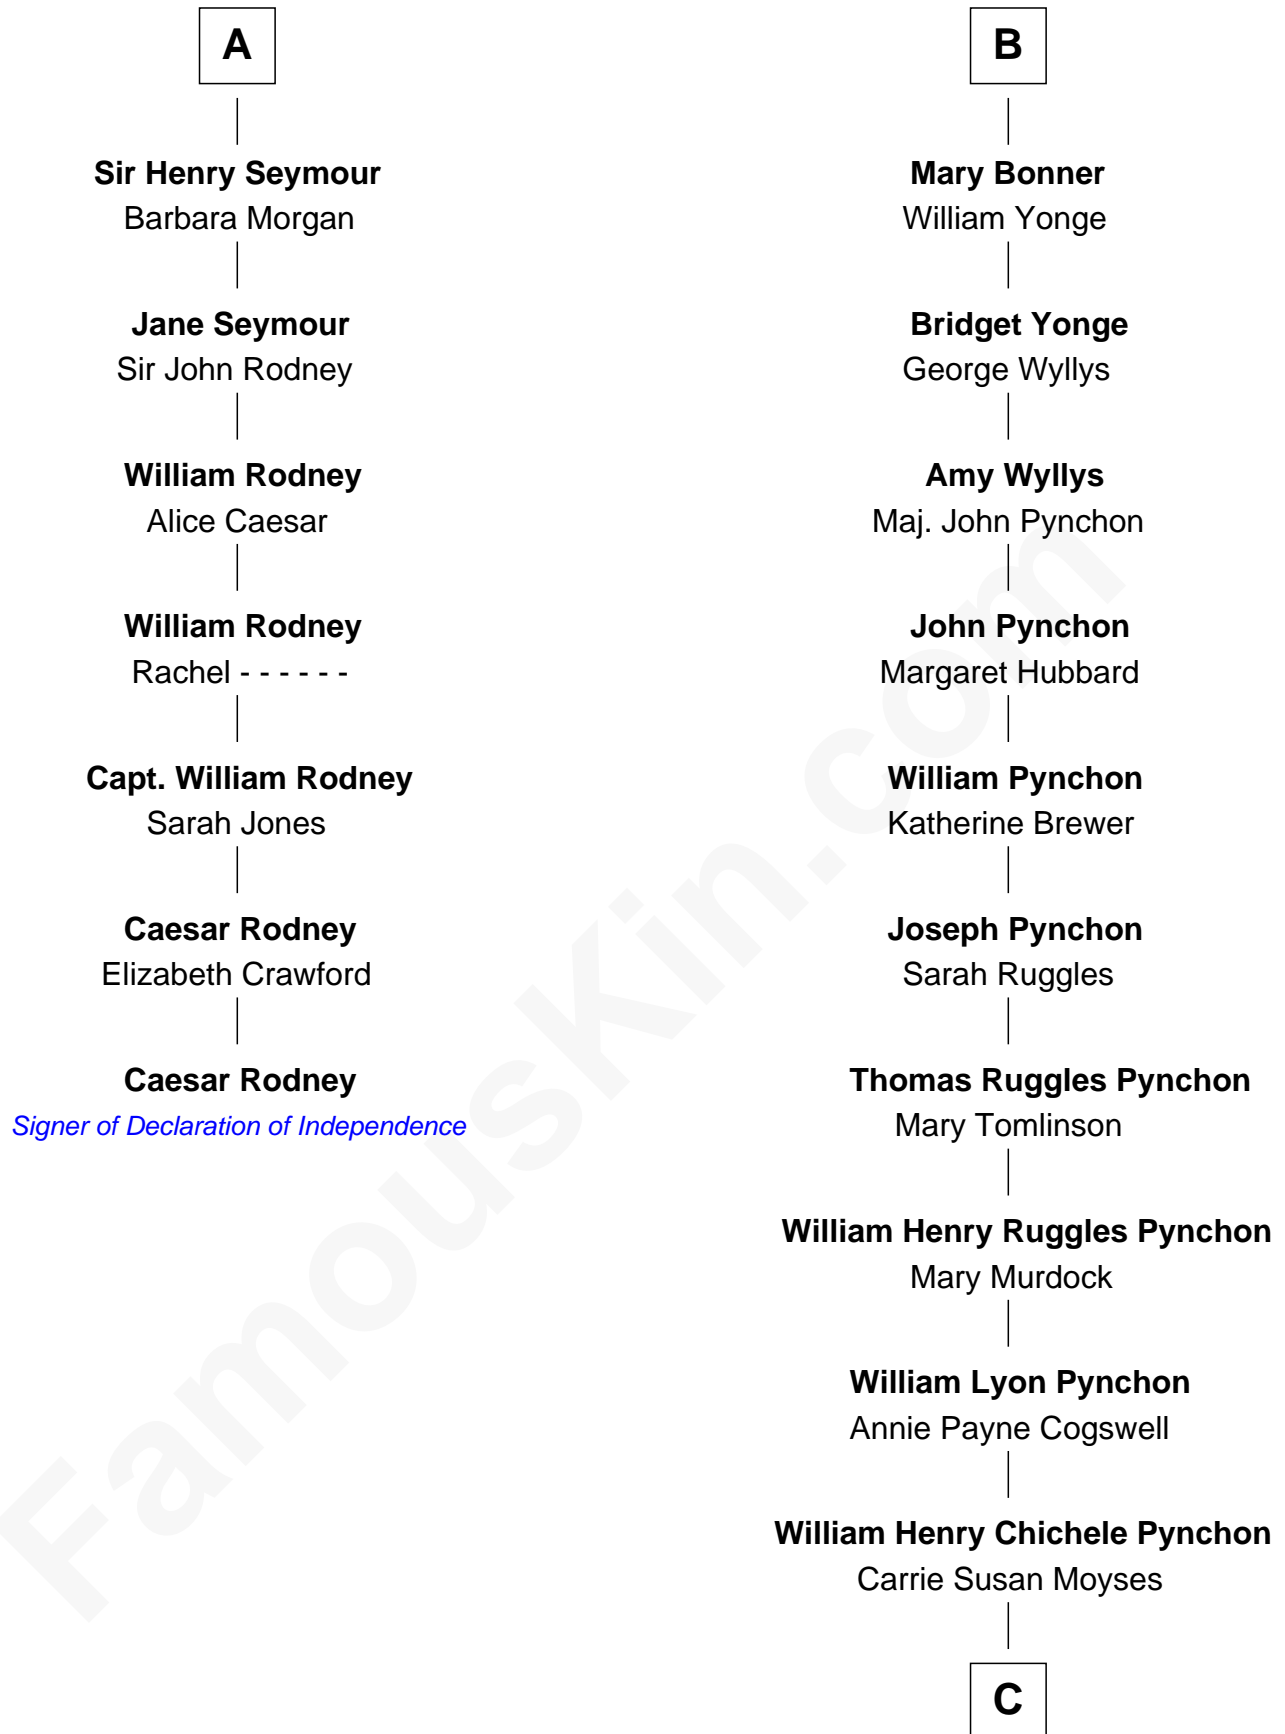 A
Sir Henry Seymour
Barbara Morgan
Jane Seymour
Sir John Rodney
William Rodney
Alice Caesar
William Rodney
Rachel - - - - - -
Capt. William Rodney
Sarah Jones
Caesar Rodney
Elizabeth Crawford
Caesar Rodney
Signer of Declaration of Independence
B
Mary Bonner
William Yonge
Bridget Yonge
George Wyllys
Amy Wyllys
Maj. John Pynchon
John Pynchon
Margaret Hubbard
William Pynchon
Katherine Brewer
Joseph Pynchon
Sarah Ruggles
Thomas Ruggles Pynchon
Mary Tomlinson
William Henry Ruggles Pynchon
Mary Murdock
William Lyon Pynchon
Annie Payne Cogswell
William Henry Chichele Pynchon
Carrie Susan Moyses
C
FamousKin.com